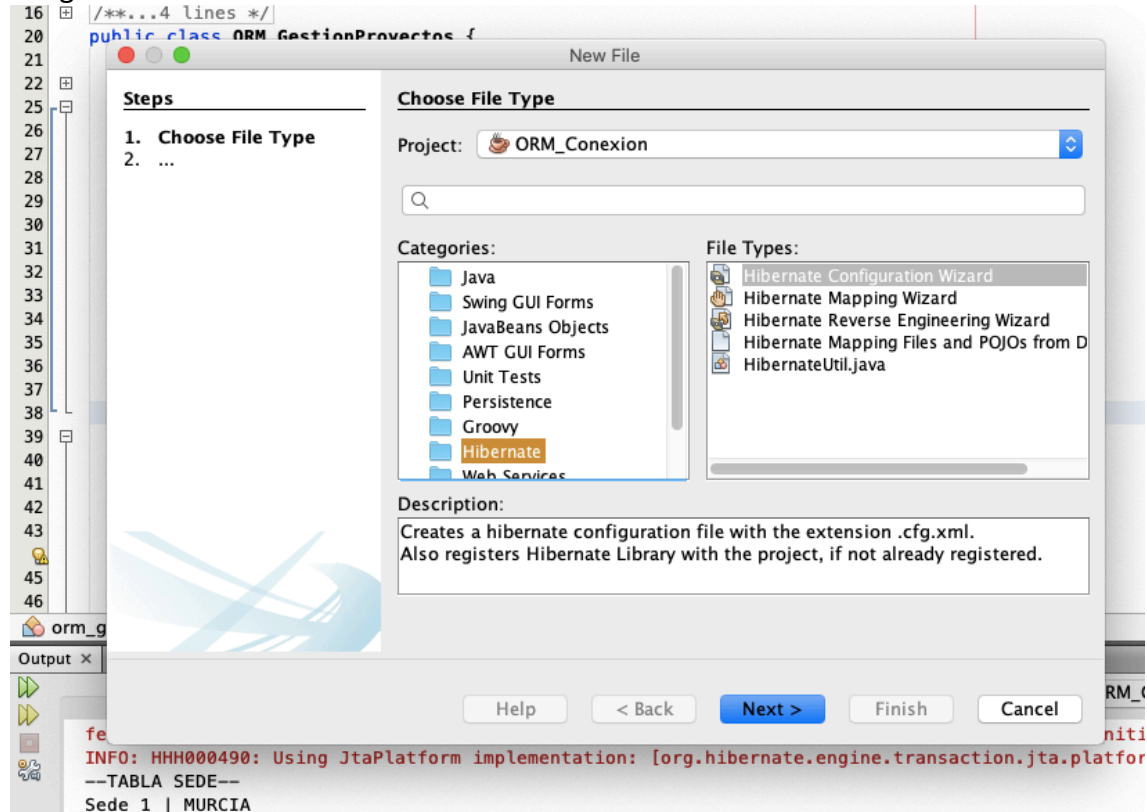 16 /**...4 lines */
20 public class ORM_GestionProyectos {
21
22
25
26
27
28
29
30
31
32
33
34
35
36
37
38
39
40
41
42
43
45
46
New File
Steps
1. Choose File Type
2. ...
Choose File Type
Project: ORM_Conexion
Categories:
Java
Swing GUI Forms
JavaBeans Objects
AWT GUI Forms
Unit Tests
Persistence
Groovy
Hibernate
Web Services
File Types:
Hibernate Configuration Wizard
Hibernate Mapping Wizard
Hibernate Reverse Engineering Wizard
Hibernate Mapping Files and POJOs from D
HibernateUtil.java
Description:
Creates a hibernate configuration file with the extension .cfg.xml.
Also registers Hibernate Library with the project, if not already registered.
Help < Back Next > Finish Cancel
orm_g
Output ×
RM_
fe niti
INFO: HHH000490: Using JtaPlatform implementation: [org.hibernate.engine.transaction.jta.platfor
--TABLA SEDE--
Sede 1 | MURCIA